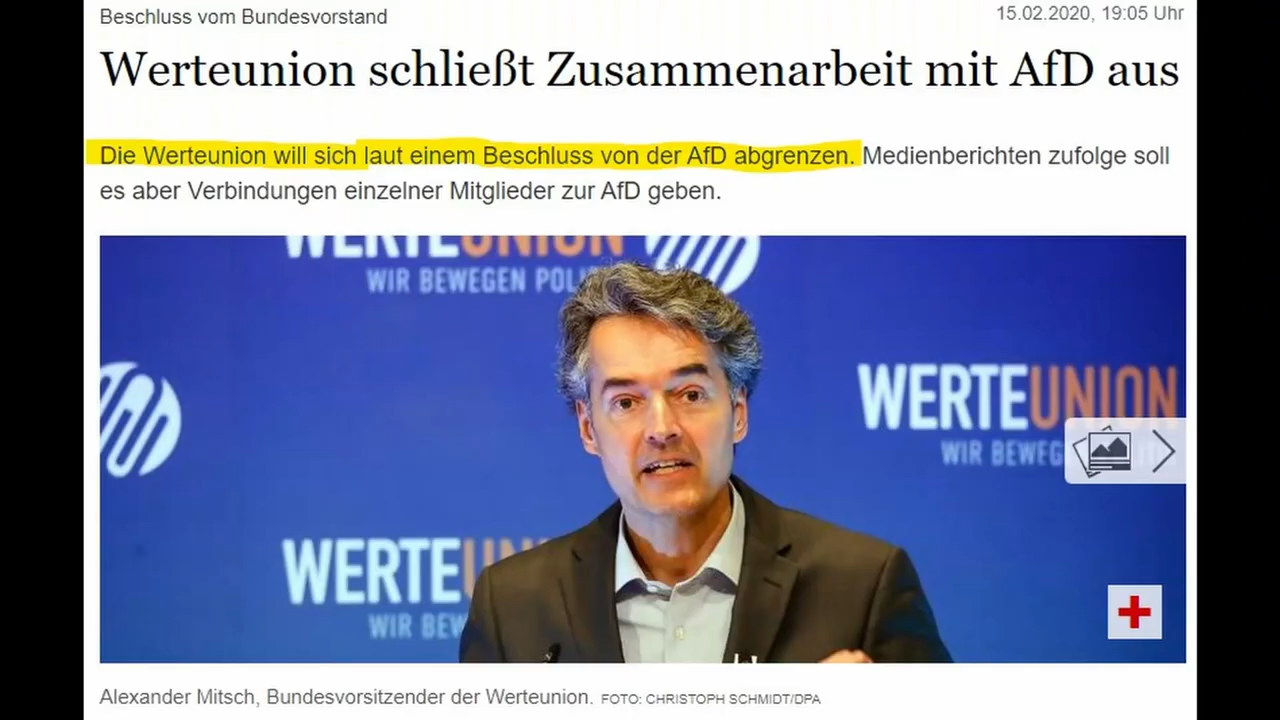 Beschluss vom Bundesvorstand
15.02.2020, 19:05 Uhr
Werteunion schließt Zusammenarbeit mit AfD aus
Die Werteunion will sich laut einem Beschluss von der AfD abgrenzen. Medienberichten zufolge soll
es aber Verbindungen einzelner Mitglieder zur AfD geben.
WERTEUNION
WIR BEWEGEN POLI
WERTEUNION
WIR BEWEG
WERTEUN
WIR BEW
Alexander Mitsch, Bundesvorsitzender der Werteunion. FOTO: CHRISTOPH SCHMIDT/DPA